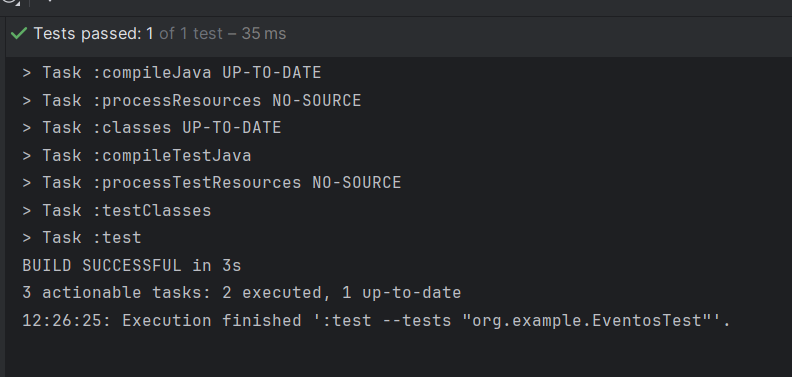 Tests passed: 1 of 1 test – 35 ms
> Task :compileJava UP-TO-DATE
> Task :processResources NO-SOURCE
> Task :classes UP-TO-DATE
> Task :compileTestJava
> Task :processTestResources NO-SOURCE
> Task :testClasses
> Task :test
BUILD SUCCESSFUL in 3s
3 actionable tasks: 2 executed, 1 up-to-date
12:26:25: Execution finished ':test --tests "org.example.EventosTest"'.